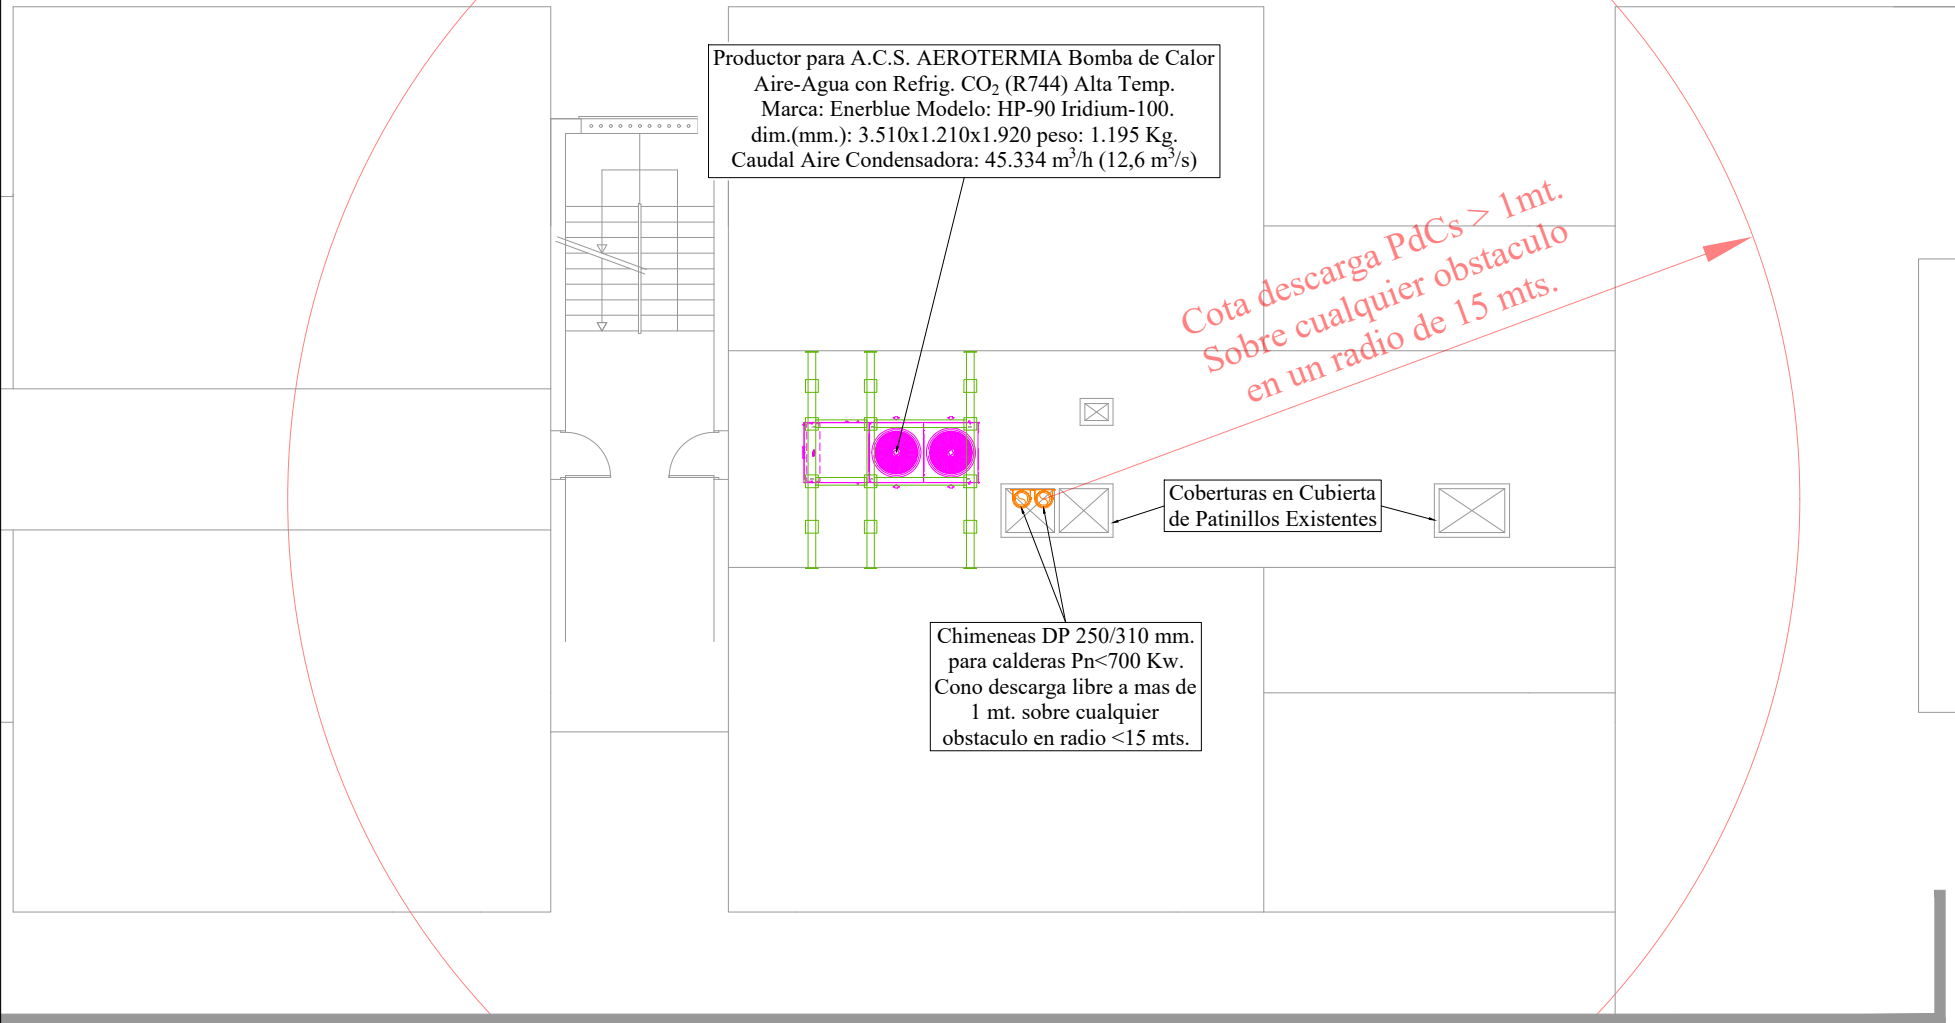 Productor para A.C.S. AEROTERMIA Bomba de Calor
Aire-Agua con Refrig. CO₂ (R744) Alta Temp.
Marca: Enerblue Modelo: HP-90 Iridium-100.
dim.(mm.): 3.510x1.210x1.920 peso: 1.195 Kg.
Caudal Aire Condensadora: 45.334 m³/h (12,6 m³/s)
Cota descarga PdCs > 1mt.
Sobre cualquier obstaculo
en un radio de 15 mts.
Coberturas en Cubierta
de Patinillos Existentes
Chimeneas DP 250/310 mm.
para calderas Pn<700 Kw.
Cono descarga libre a mas de
1 mt. sobre cualquier
obstaculo en radio <15 mts.